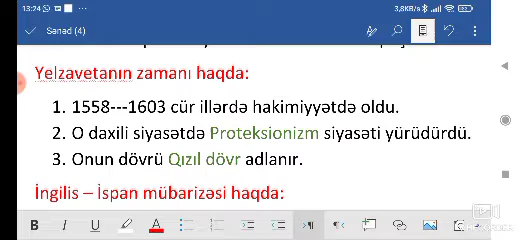 13:24
3,8KB/s
Sənəd (4)
Yelzavetanın zamanı haqda:
1. 1558---1603 cür illərdə hakimiyyətdə oldu.
2. O daxili siyasətdə Proteksionizm siyasəti yürüdürdü.
3. Onun dövrü Qızıl dövr adlanır.
İngilis – İspan mübarizəsi haqda:
B I U A